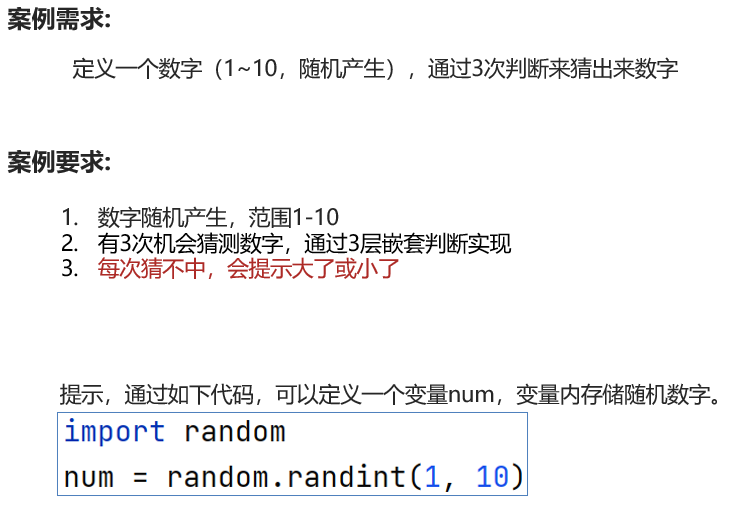 案例需求:
定义一个数字（1~10，随机产生），通过3次判断来猜出来数字
案例要求:
1. 数字随机产生，范围1-10
2. 有3次机会猜测数字，通过3层嵌套判断实现
3. 每次猜不中，会提示大了或小了
提示，通过如下代码，可以定义一个变量num，变量内存储随机数字。
import random
num = random.randint(1, 10)